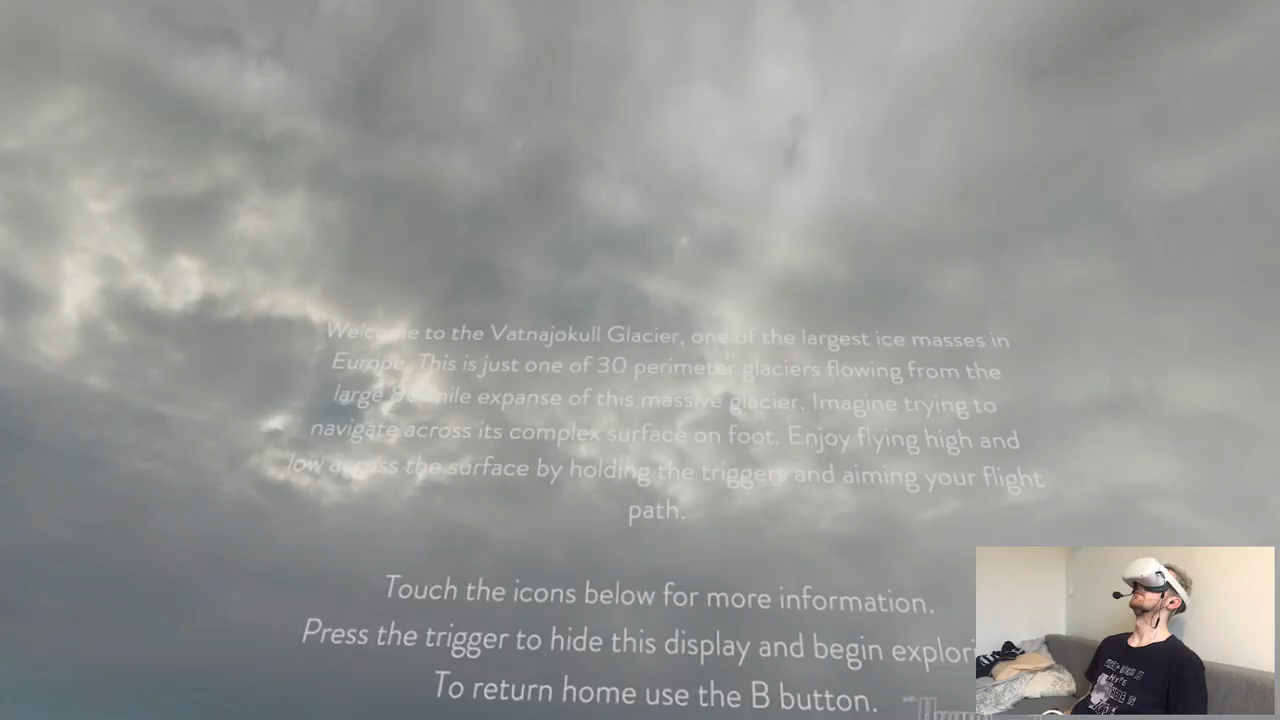 Welcome to the Vatnajokull Glacier, one of the largest ice masses in
Europe. This is just one of 30 perimeter glaciers flowing from the
large 80 mile expanse of this massive glacier. Imagine trying to
navigate across its complex surface on foot. Enjoy flying high and
low across the surface by holding the triggers and aiming your flight
path.
Touch the icons below for more information.
Press the trigger to hide this display and begin explori
To return home use the B button.